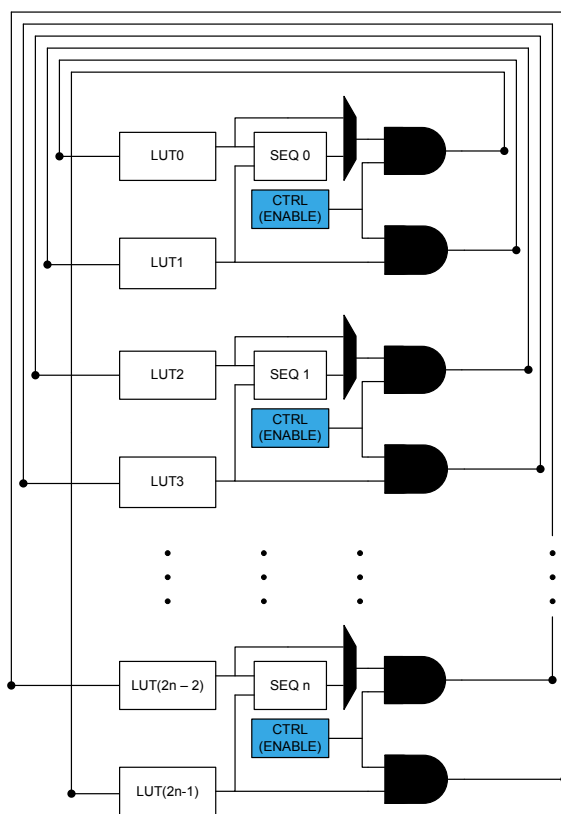 LUT0
SEQ 0
CTRL
(ENABLE)
LUT1
LUT2
SEQ 1
CTRL
(ENABLE)
LUT3
LUT(2n – 2)
SEQ n
CTRL
(ENABLE)
LUT(2n-1)